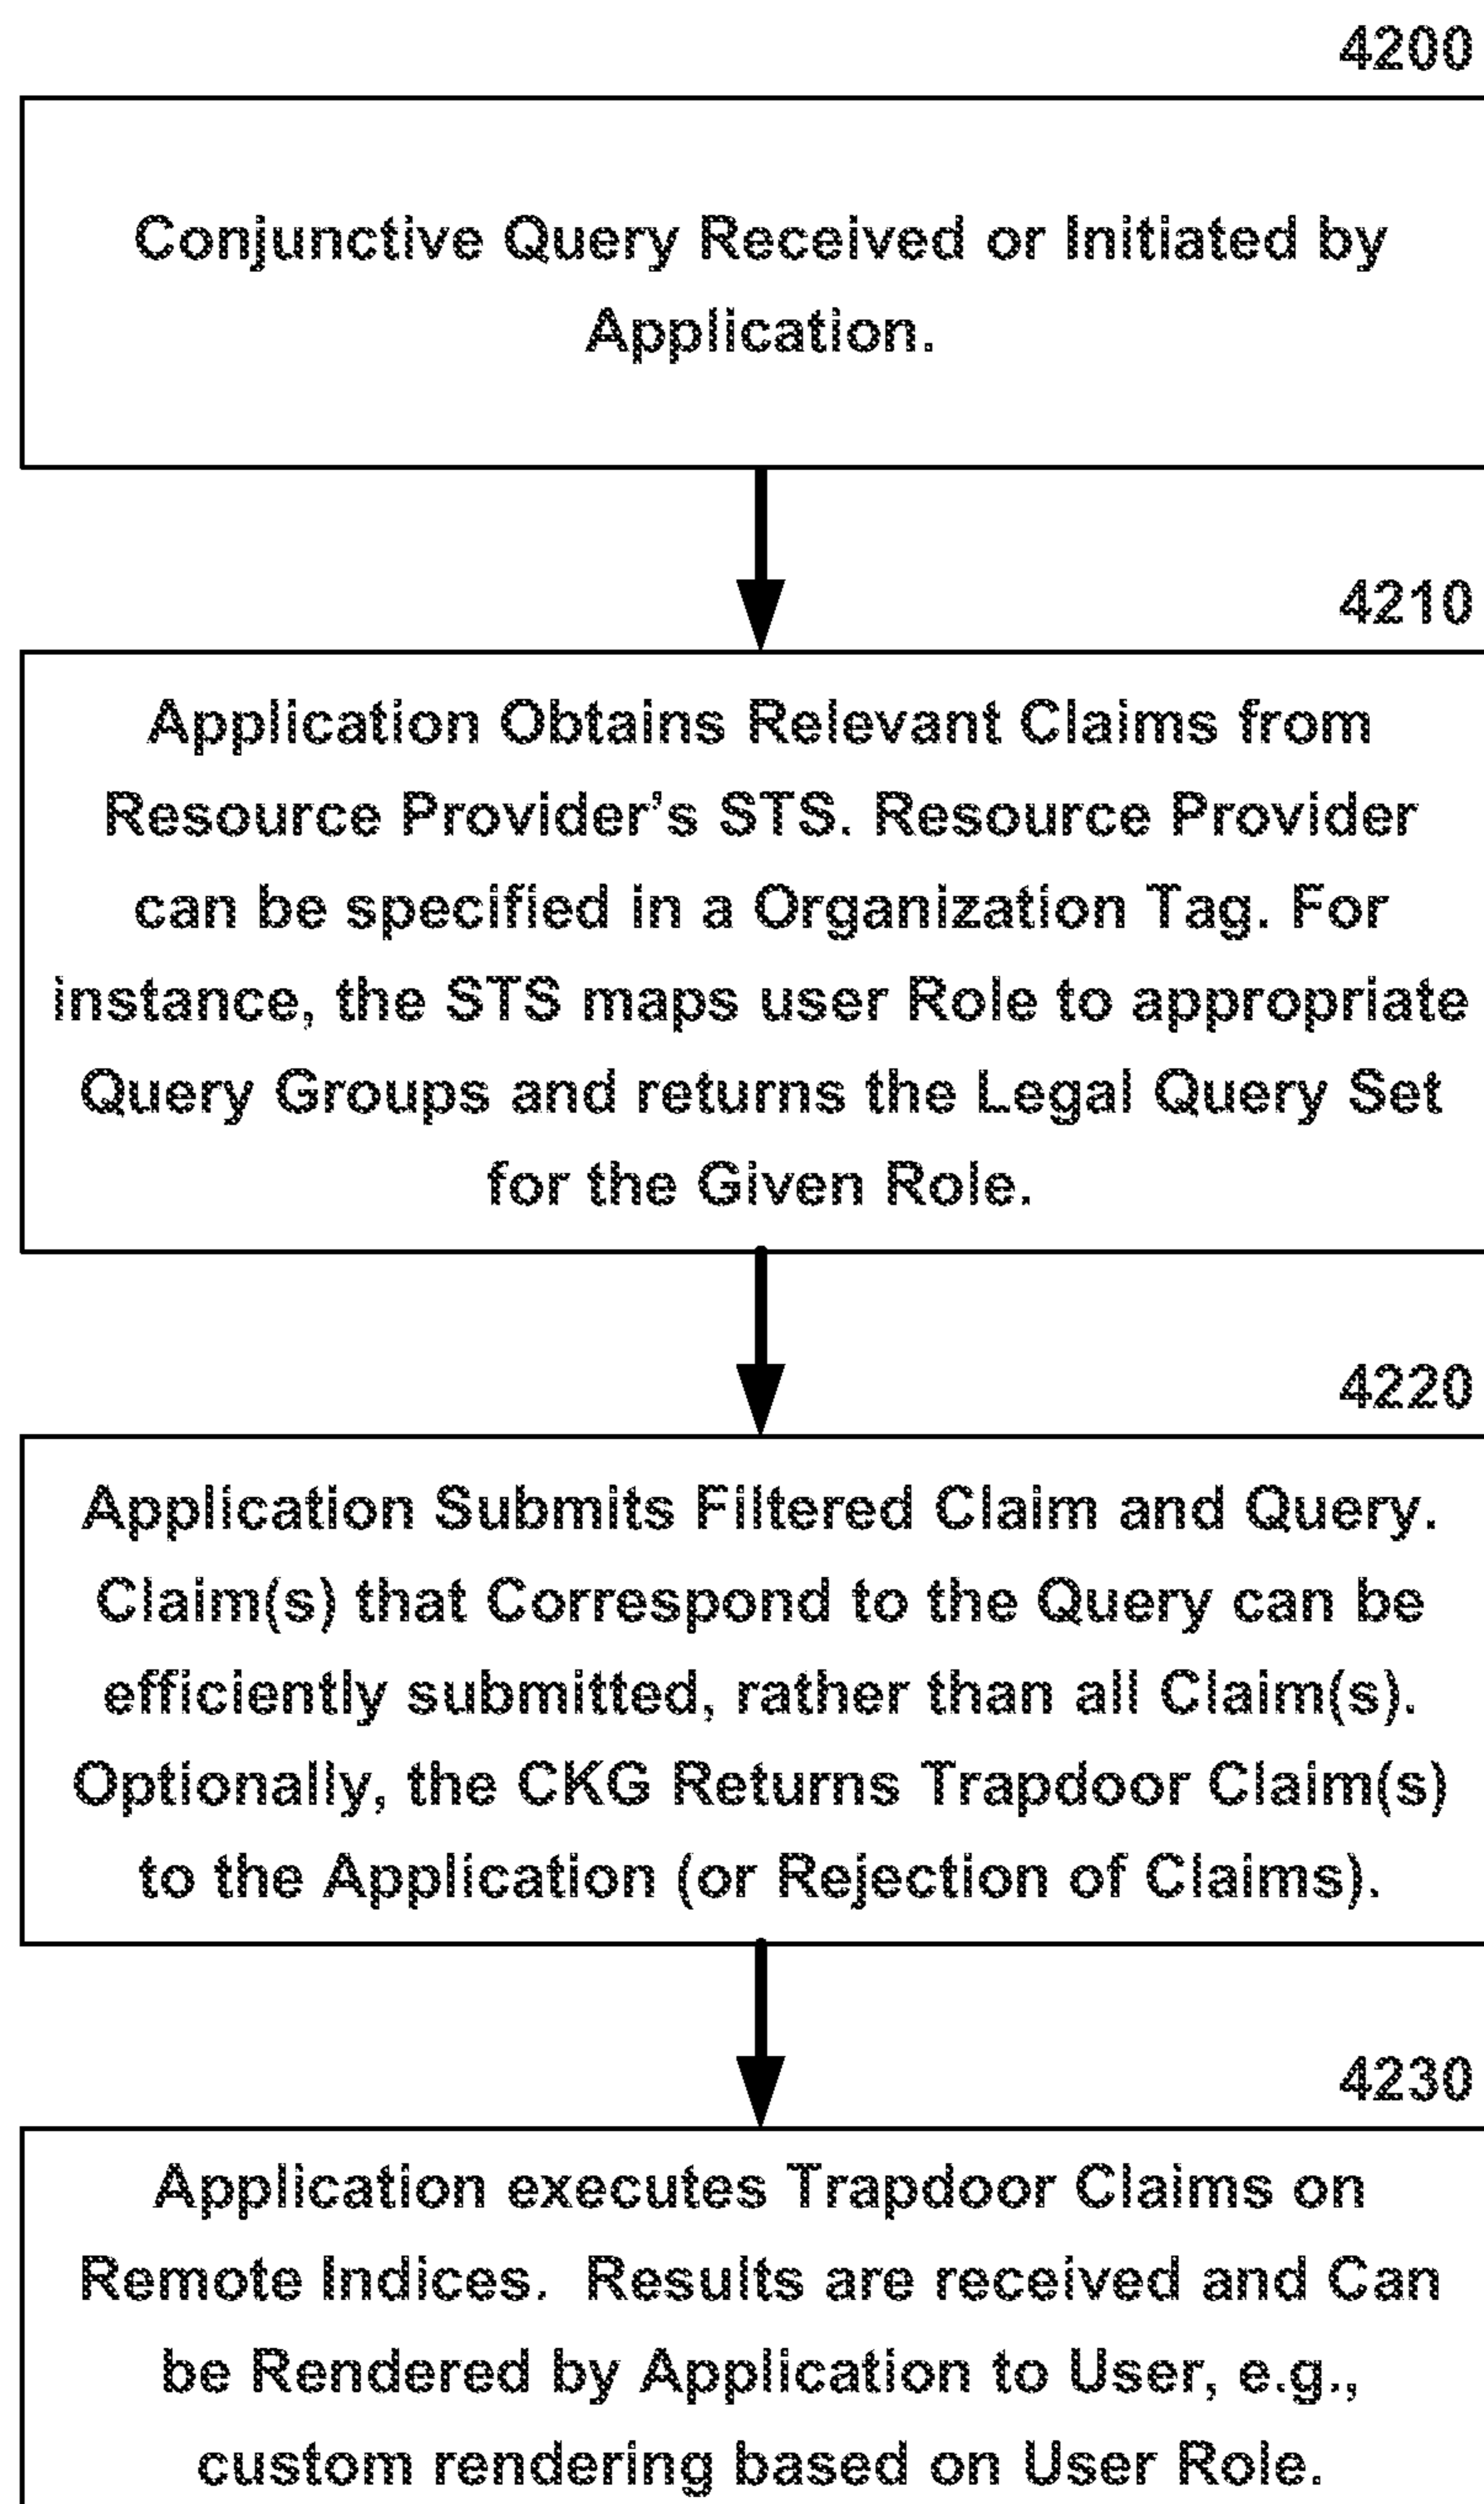 4200
Conjunctive Query Received or Initiated by
Application.
4210
Application Obtains Relevant Claims from
Resource Provider's STS. Resource Provider
can be specified in a Organization Tag. For
instance, the STS maps user Role to appropriate
Query Groups and returns the Legal Query Set
for the Given Role.
4220
Application Submits Filtered Claim and Query.
Claim(s) that Correspond to the Query can be
efficiently submitted, rather than all Claim(s).
Optionally, the CKG Returns Trapdoor Claim(s)
to the Application (or Rejection of Claims).
4230
Application executes Trapdoor Claims on
Remote Indices.  Results are received and Can
be Rendered by Application to User, e.g.,
custom rendering based on User Role.